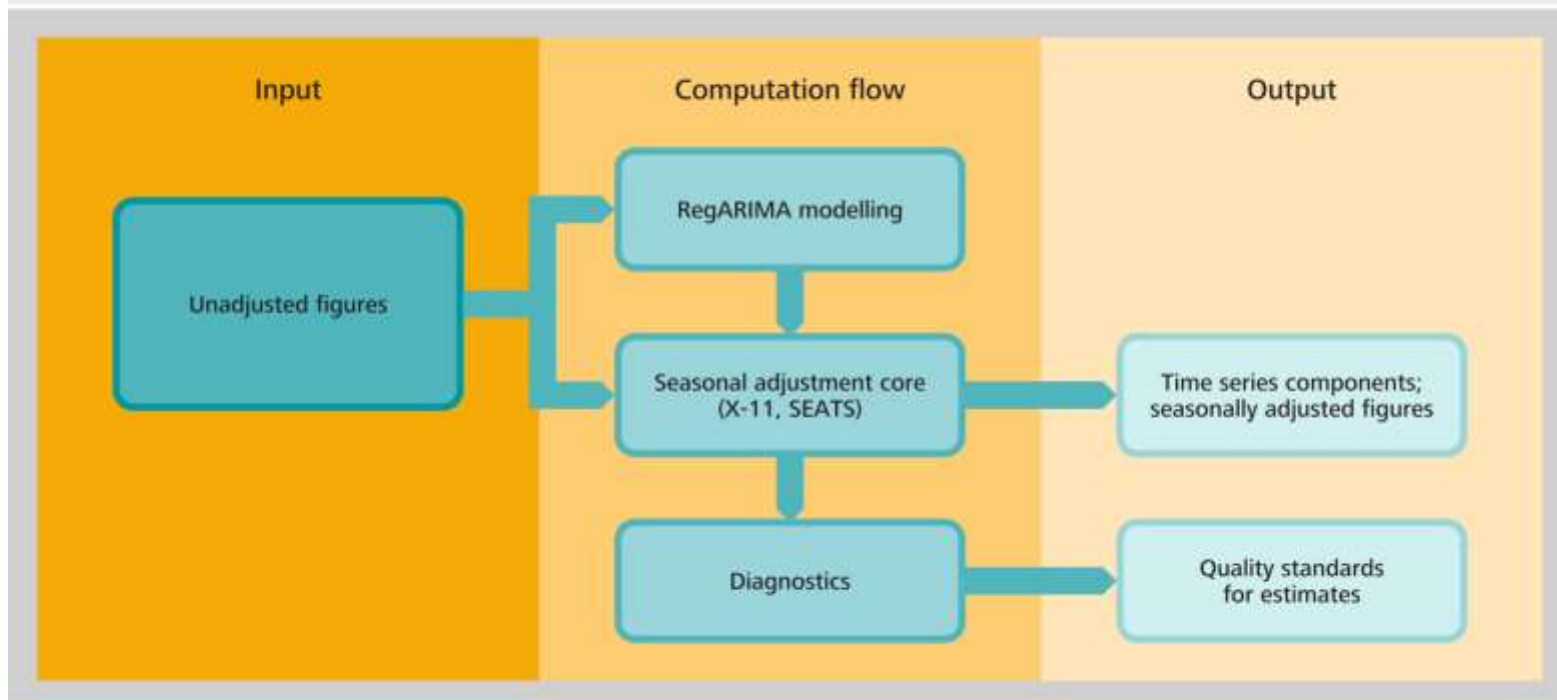 Input
Computation flow
Output
RegARIMA modelling
Unadjusted figures
Seasonal adjustment core
(X-11, SEATS)
Time series components;
seasonally adjusted figures
Diagnostics
Quality standards
for estimates